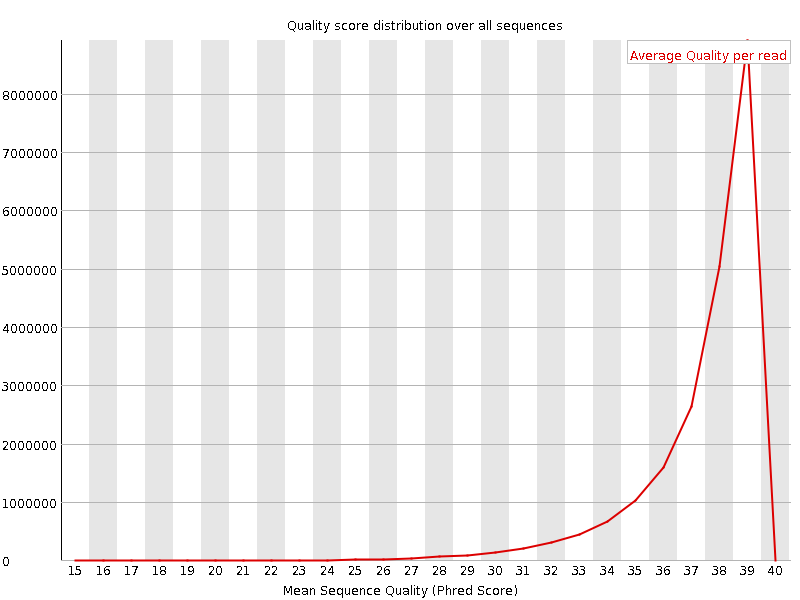 Quality score distribution over all sequences
Average Quality per read
8000000
7000000
6000000
5000000
4000000
3000000
2000000
1000000
0
15 16 17 18 19 20 21 22 23 24 25 26 27 28 29 30 31 32 33 34 35 36 37 38 39 40
Mean Sequence Quality (Phred Score)